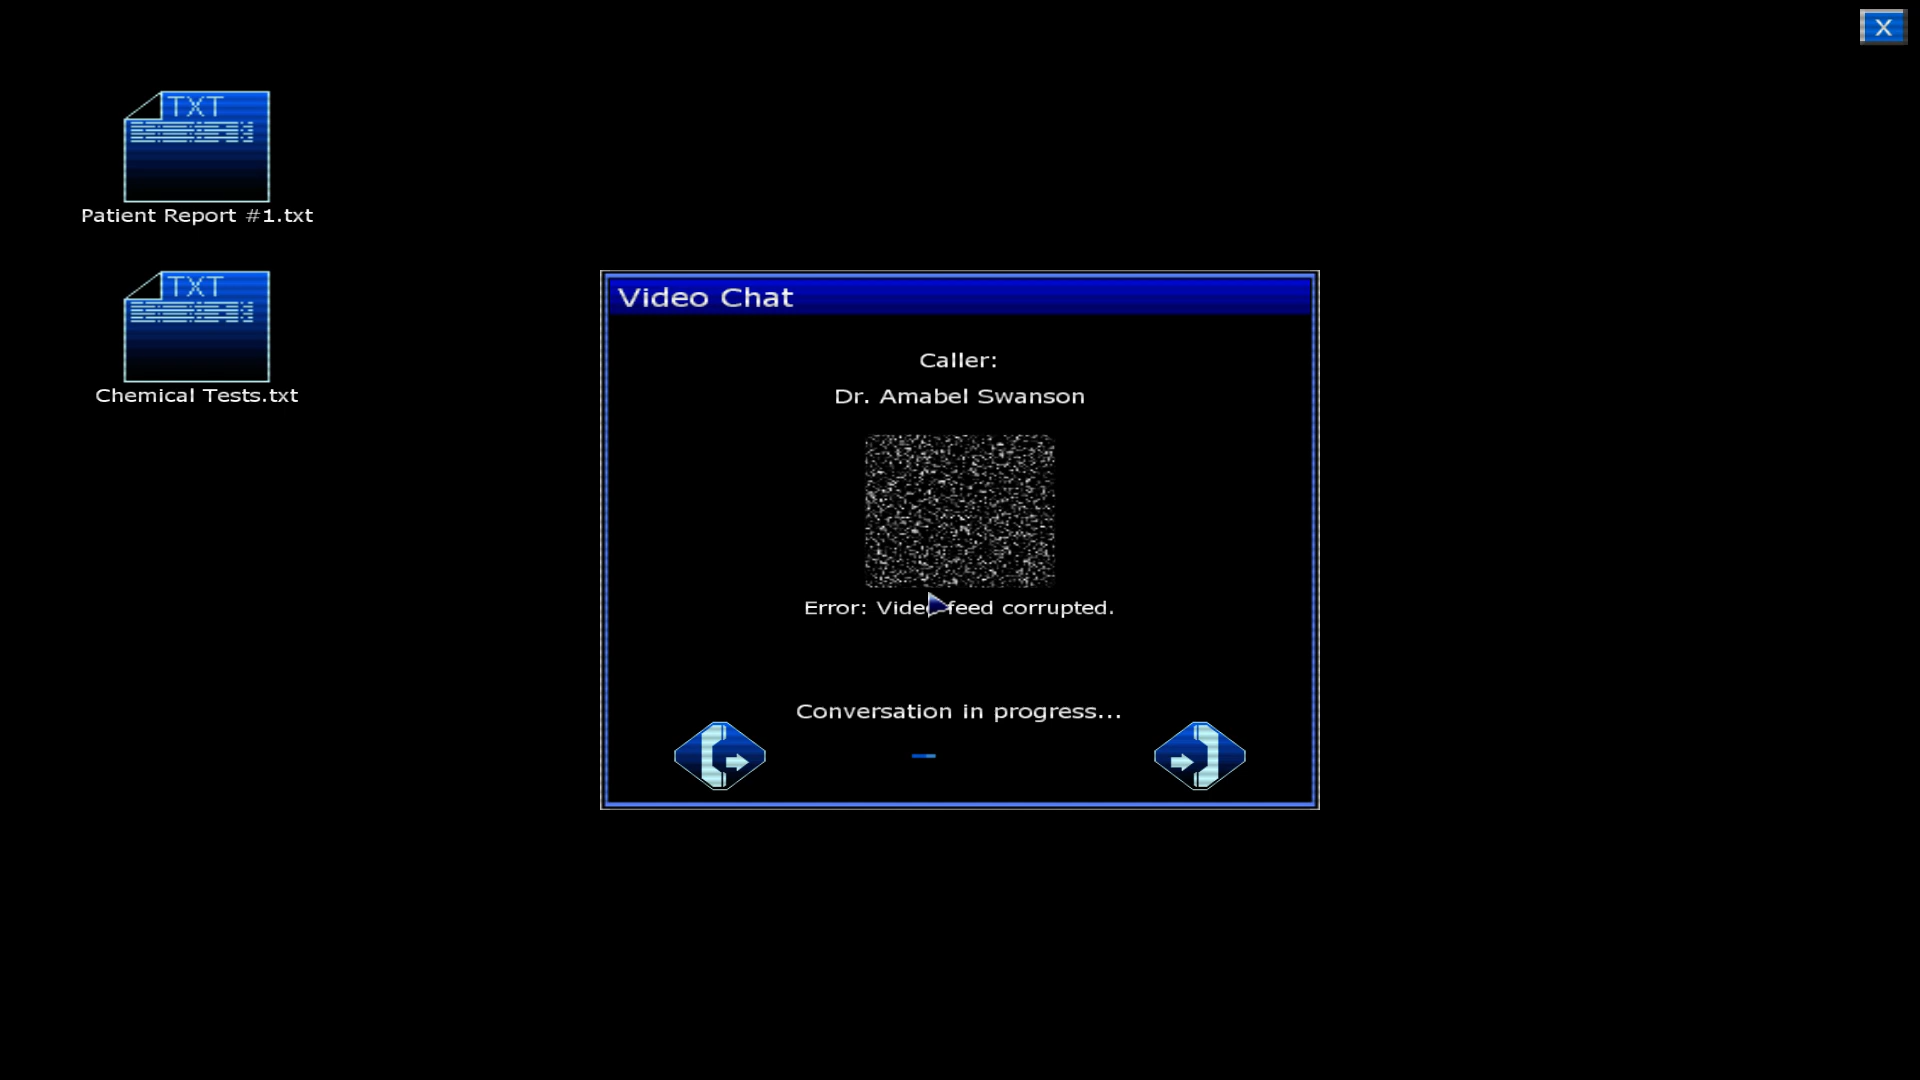 X
TXT
Patient Report #1.txt
TXT
Chemical Tests.txt
Video Chat
Caller:
Dr. Amabel Swanson
Error: Video feed corrupted.
Conversation in progress...